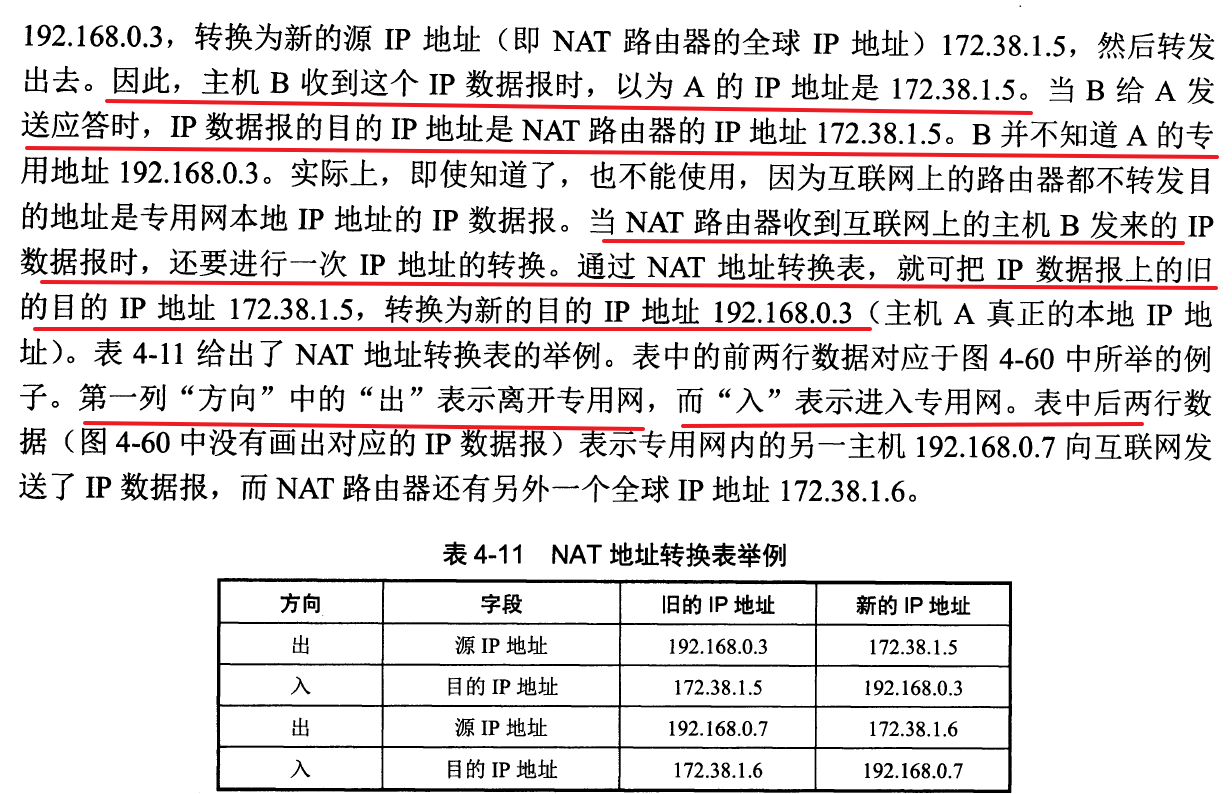 192.168.0.3，转换为新的源 IP 地址（即 NAT 路由器的全球 IP 地址）172.38.1.5，然后转发
出去。因此，主机 B 收到这个 IP 数据报时，以为 A 的 IP 地址是 172.38.1.5。当 B 给 A 发
送应答时，IP 数据报的目的 IP 地址是 NAT 路由器的 IP 地址 172.38.1.5。B 并不知道 A 的专
用地址 192.168.0.3。实际上，即使知道了，也不能使用，因为互联网上的路由器都不转发目
的地址是专用网本地 IP 地址的 IP 数据报。当 NAT 路由器收到互联网上的主机 B 发来的 IP
数据报时，还要进行一次 IP 地址的转换。通过 NAT 地址转换表，就可把 IP 数据报上的旧
的目的 IP 地址 172.38.1.5，转换为新的目的 IP 地址 192.168.0.3（主机 A 真正的本地 IP 地
址）。表 4-11 给出了 NAT 地址转换表的举例。表中的前两行数据对应于图 4-60 中所举的例
子。第一列“方向”中的“出”表示离开专用网，而“入”表示进入专用网。表中后两行数
据（图 4-60 中没有画出对应的 IP 数据报）表示专用网内的另一主机 192.168.0.7 向互联网发
送了 IP 数据报，而 NAT 路由器还有另外一个全球 IP 地址 172.38.1.6。
表 4-11 NAT 地址转换表举例
方向 字段 旧的 IP 地址 新的 IP 地址
出 源 IP 地址 192.168.0.3 172.38.1.5
入 目的 IP 地址 172.38.1.5 192.168.0.3
出 源 IP 地址 192.168.0.7 172.38.1.6
入 目的 IP 地址 172.38.1.6 192.168.0.7